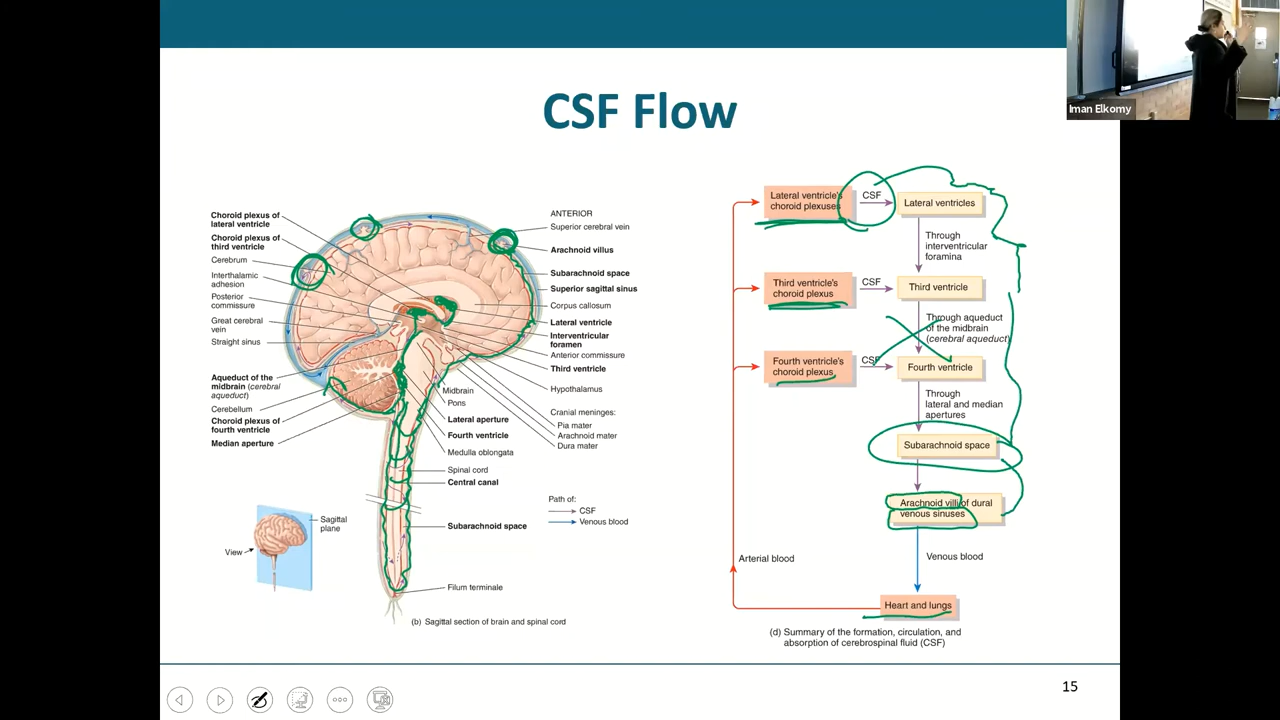 Iman Elkomy
CSF Flow
Choroid plexus of
lateral ventricle
Choroid plexus of
third ventricle
Cerebrum
Interthalamic
adhesion
Posterior
commissure
Great cerebral
vein
Straight sinus
Aqueduct of the
midbrain (cerebral
aqueduct)
Cerebellum
Choroid plexus of
fourth ventricle
Median aperture
ANTERIOR
Superior cerebral vein
Arachnoid villus
Subarachnoid space
Superior sagittal sinus
Corpus callosum
Lateral ventricle
Interventricular
foramen
Anterior commissure
Third ventricle
Hypothalamus
Cranial meninges:
Pia mater
Arachnoid mater
Dura mater
Midbrain
Pons
Lateral aperture
Fourth ventricle
Medulla oblongata
Spinal cord
Central canal
Path of:
CSF
Venous blood
Subarachnoid space
Filum terminale
Sagittal
plane
View
(b) Sagittal section of brain and spinal cord
Lateral ventricle's
choroid plexuses
CSF
Lateral ventricles
Through
interventricular
foramina
Third ventricle's
choroid plexus
CSF
Third ventricle
Through aqueduct
of the midbrain
(cerebral aqueduct)
Fourth ventricle's
choroid plexus
CSF
Fourth ventricle
Through
lateral and median
apertures
Subarachnoid space
Arachnoid villi of dural
venous sinuses
Venous blood
Arterial blood
Heart and lungs
(d) Summary of the formation, circulation, and
absorption of cerebrospinal fluid (CSF)
15